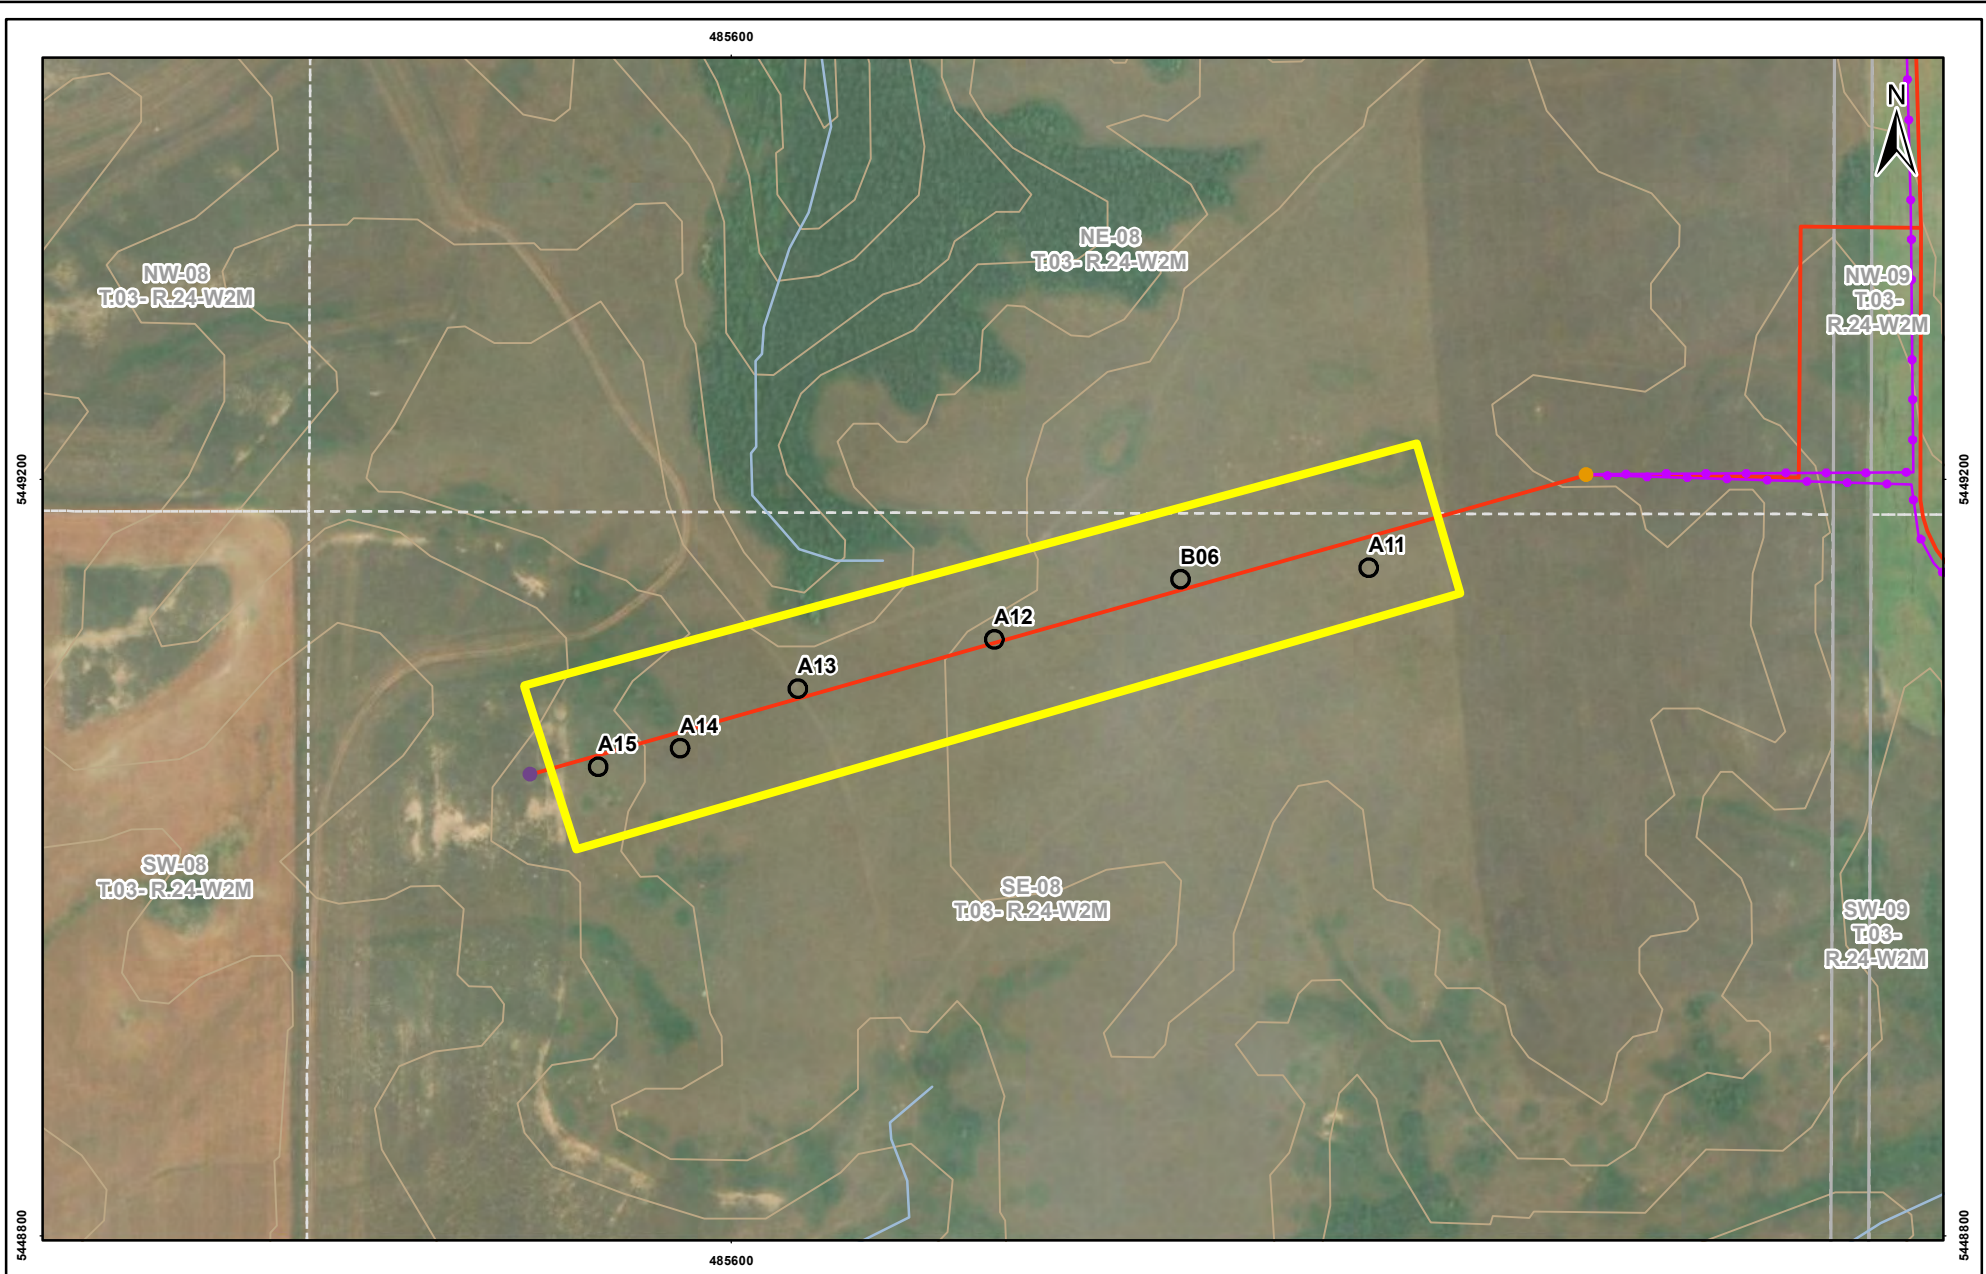 485600
N
NE-08
T.03- R.24-W2M
NW-08
T.03- R.24-W2M
NW-09
T.03-
R.24-W2M
5449200
5449200
A11
B06
A12
A13
A14
A15
SW-08
T.03- R.24-W2M
SE-08
T.03- R.24-W2M
SW-09
T.03-
R.24-W2M
5448800
5448800
485600